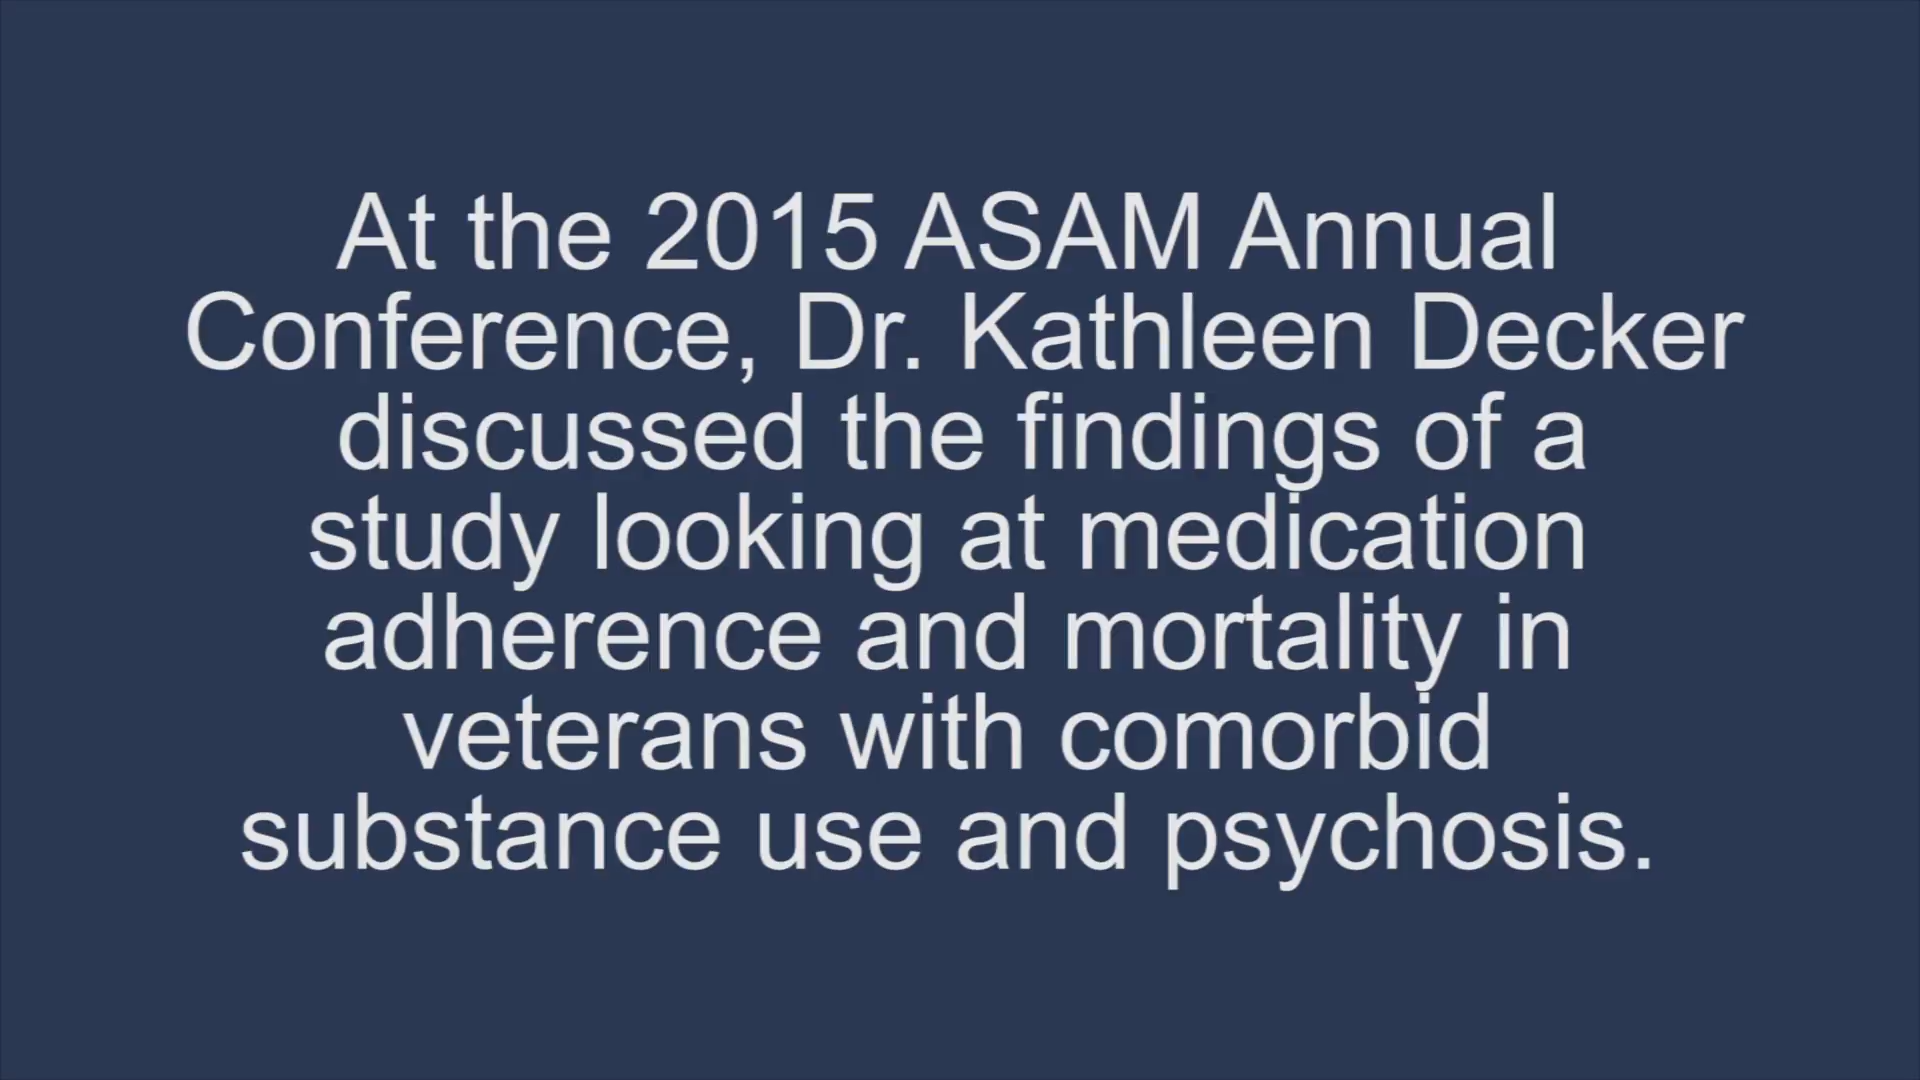 At the 2015 ASAM Annual
Conference, Dr. Kathleen Decker
discussed the findings of a
study looking at medication
adherence and mortality in
veterans with comorbid
substance use and psychosis.